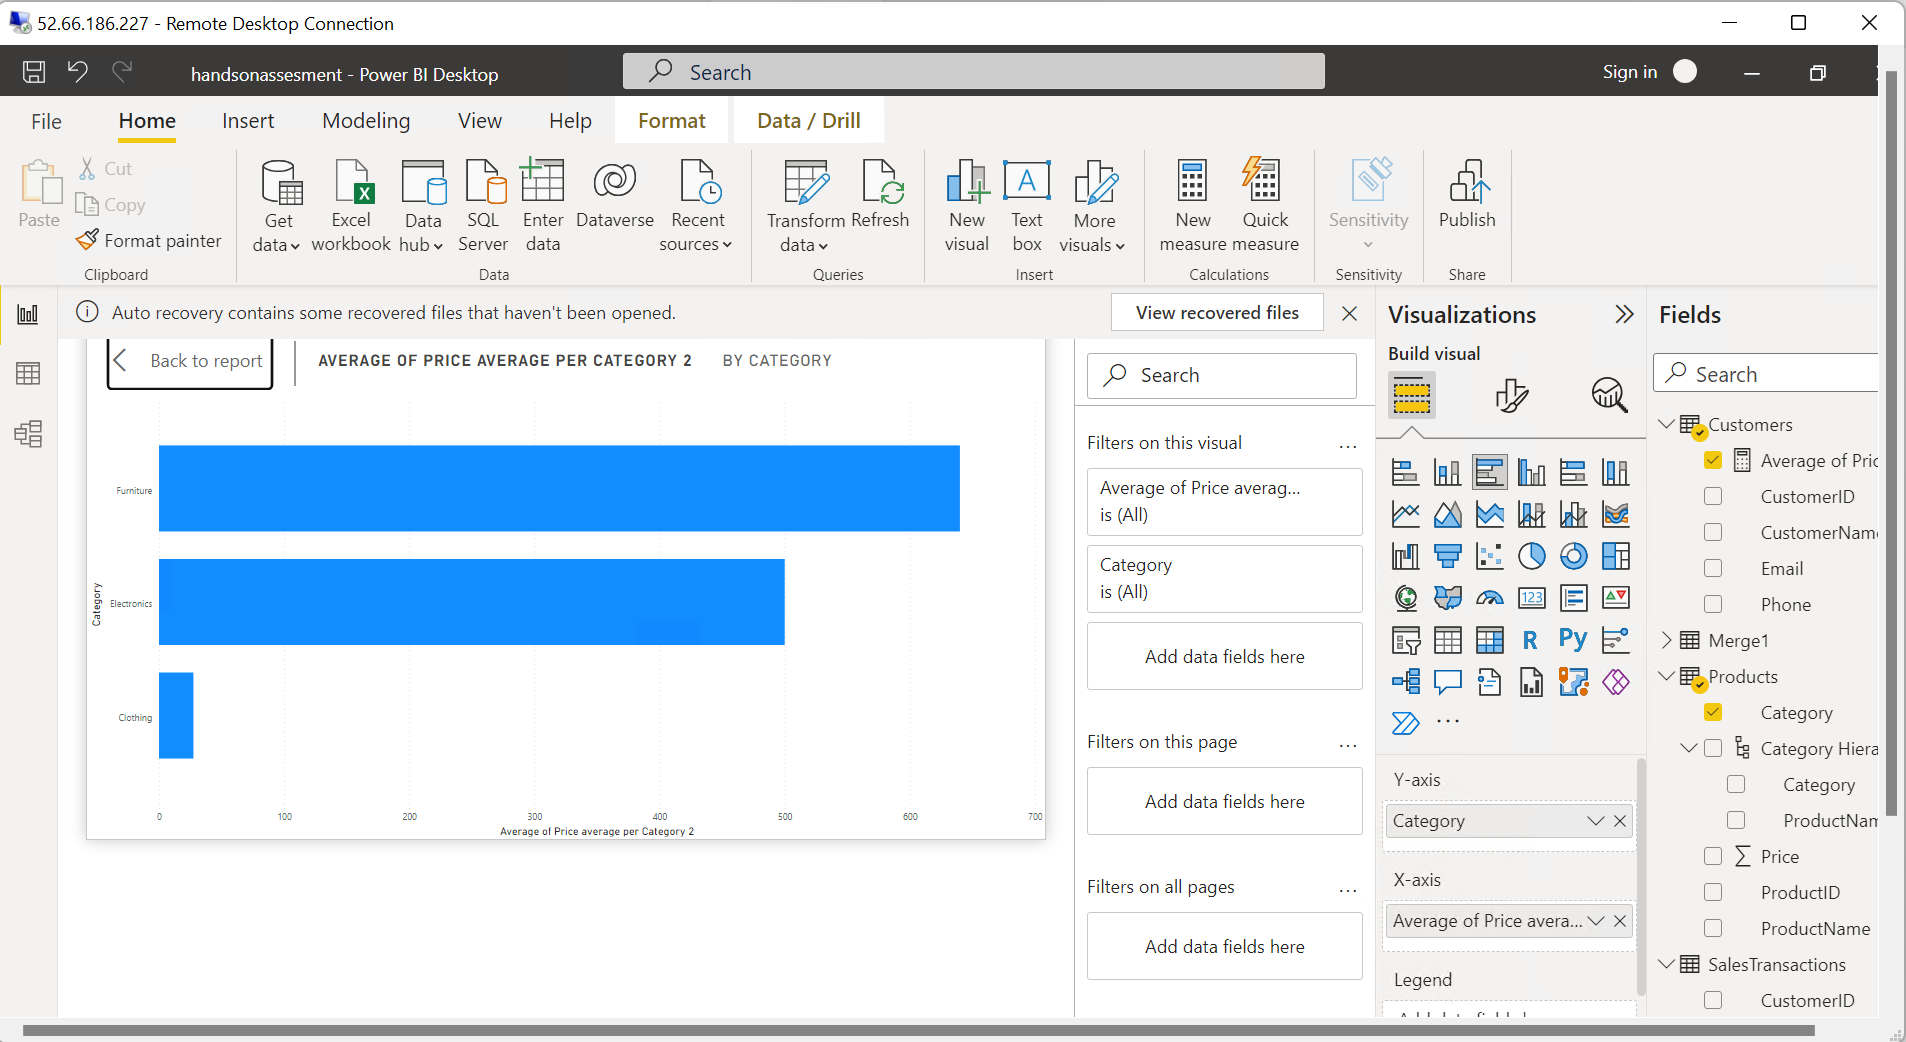 52.66.186.227 - Remote Desktop Connection
handsonassesment - Power BI Desktop
Search
Sign in
File
Home
Insert
Modeling
View
Help
Format
Data / Drill
Paste
Cut
Copy
Format painter
Clipboard
Get
data
Excel
workbook
Data
hub
SQL
Server
Enter
data
Dataverse
Recent
sources
Data
Transform
data
Refresh
Queries
New
visual
A
Text
box
More
visuals
Insert
New
measure
Quick
measure
Calculations
Sensitivity
Sensitivity
Publish
Share
Auto recovery contains some recovered files that haven't been opened.
View recovered files
Back to report
AVERAGE OF PRICE AVERAGE PER CATEGORY 2
BY CATEGORY
Category
Furniture
Electronics
Clothing
0
100
200
300
400
500
600
700
Average of Price average per Category 2
Search
Filters on this visual
...
Average of Price averag...
is (All)
Category
is (All)
Add data fields here
Filters on this page
...
Add data fields here
Filters on all pages
...
Add data fields here
Visualizations
Build visual
123
R
Py
...
Y-axis
Category
X-axis
Average of Price avera...
Legend
Fields
Search
Customers
Average of Pric
CustomerID
CustomerName
Email
Phone
Merge1
Products
Category
Category Hiera
Category
ProductNam
Σ Price
ProductID
ProductName
SalesTransactions
CustomerID